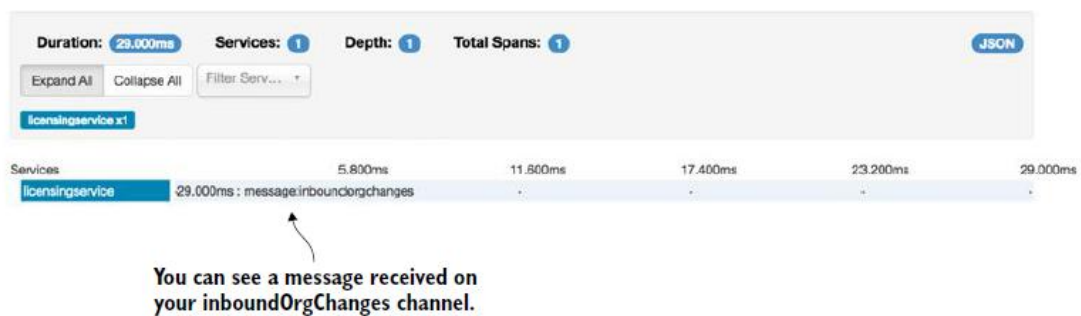 Duration: 29.000ms Services: 1 Depth: 1 Total Spans: 1 JSON
Expand All Collapse All Filter Serv...
licensingservice x1
Services 5.800ms 11.600ms 17.400ms 23.200ms 29.000ms
licensingservice 29.000ms : message:inboundorgchanges
You can see a message received on
your inboundOrgChanges channel.